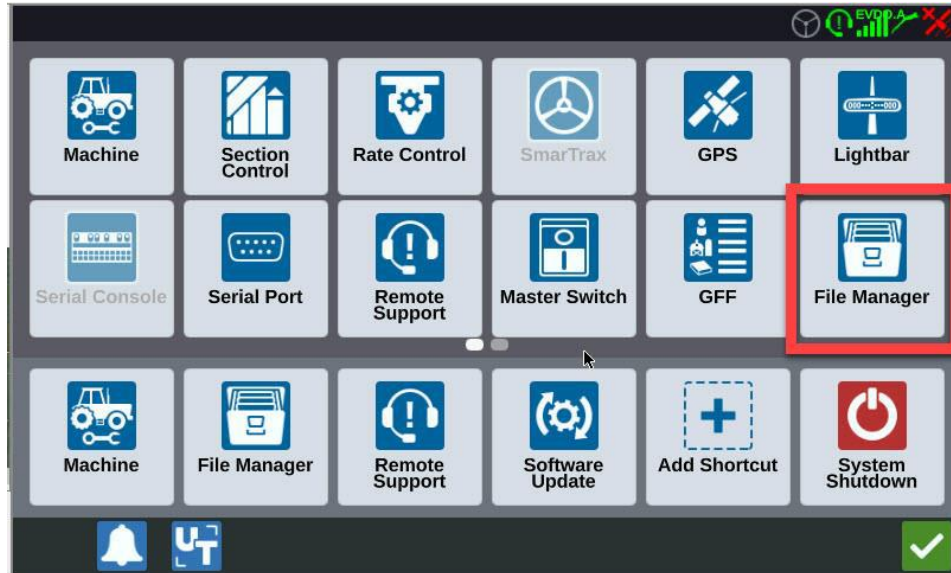 EVDO.A
Machine
Section
Control
Rate Control
SmarTrax
GPS
Lightbar
Serial Console
Serial Port
Remote
Support
Master Switch
GFF
File Manager
Machine
File Manager
Remote
Support
Software
Update
Add Shortcut
System
Shutdown
UT